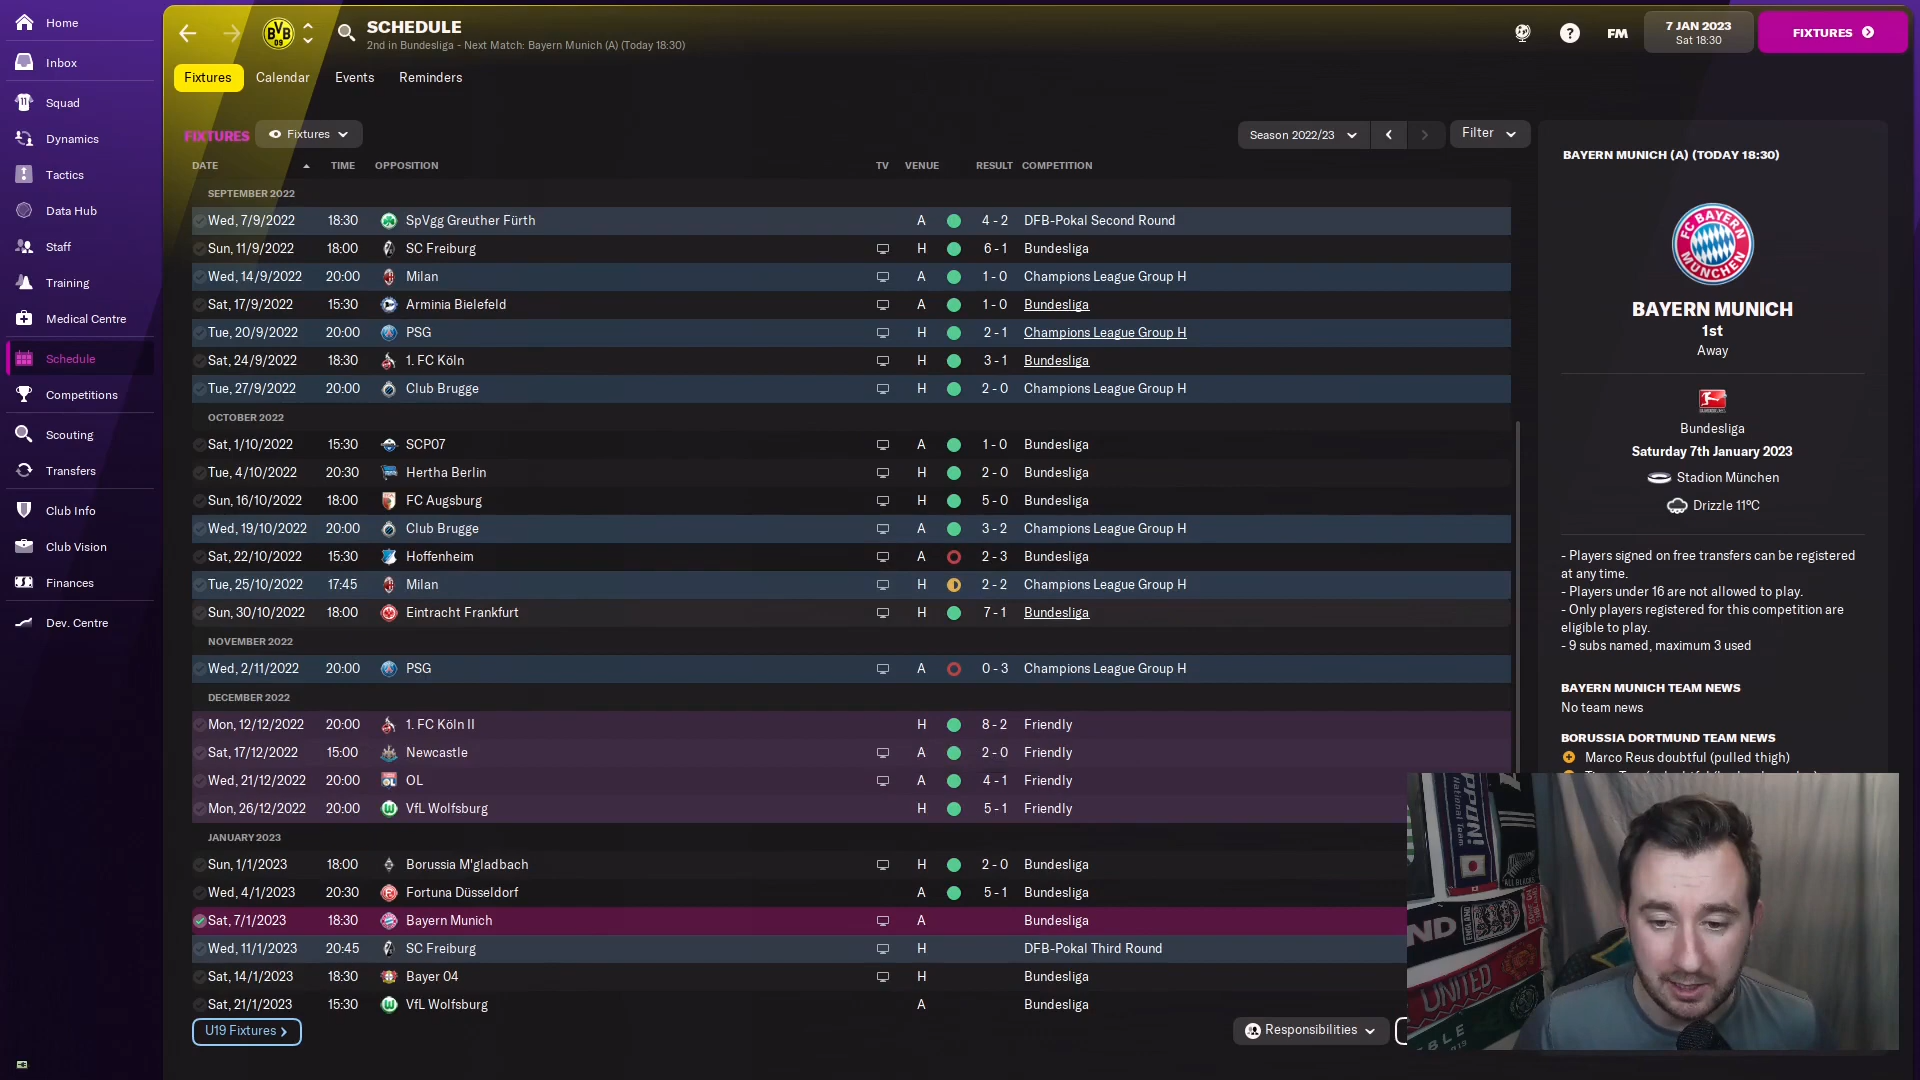 Home
Inbox
Squad
Dynamics
Tactics
Data Hub
Staff
Training
Medical Centre
Schedule
Competitions
Scouting
Transfers
Club Info
Club Vision
Finances
Dev. Centre
BVB 09
SCHEDULE
2nd in Bundesliga - Next Match: Bayern Munich (A) (Today 18:30)
FM
7 JAN 2023
Sat 18:30
FIXTURES
Fixtures Calendar Events Reminders
FIXTURES Fixtures Season 2022/23 Filter
DATE TIME OPPOSITION TV VENUE RESULT COMPETITION
SEPTEMBER 2022
Wed, 7/9/2022 18:30 SpVgg Greuther Fürth A 4 - 2 DFB-Pokal Second Round
Sun, 11/9/2022 18:00 SC Freiburg H 6 - 1 Bundesliga
Wed, 14/9/2022 20:00 Milan A 1 - 0 Champions League Group H
Sat, 17/9/2022 15:30 Arminia Bielefeld A 1 - 0 Bundesliga
Tue, 20/9/2022 20:00 PSG H 2 - 1 Champions League Group H
Sat, 24/9/2022 18:30 1. FC Köln H 3 - 1 Bundesliga
Tue, 27/9/2022 20:00 Club Brugge H 2 - 0 Champions League Group H
OCTOBER 2022
Sat, 1/10/2022 15:30 SCP07 A 1 - 0 Bundesliga
Tue, 4/10/2022 20:30 Hertha Berlin H 2 - 0 Bundesliga
Sun, 16/10/2022 18:00 FC Augsburg H 5 - 0 Bundesliga
Wed, 19/10/2022 20:00 Club Brugge A 3 - 2 Champions League Group H
Sat, 22/10/2022 15:30 Hoffenheim A 2 - 3 Bundesliga
Tue, 25/10/2022 17:45 Milan H 2 - 2 Champions League Group H
Sun, 30/10/2022 18:00 Eintracht Frankfurt H 7 - 1 Bundesliga
NOVEMBER 2022
Wed, 2/11/2022 20:00 PSG A 0 - 3 Champions League Group H
DECEMBER 2022
Mon, 12/12/2022 20:00 1. FC Köln II H 8 - 2 Friendly
Sat, 17/12/2022 15:00 Newcastle A 2 - 0 Friendly
Wed, 21/12/2022 20:00 OL A 4 - 1 Friendly
Mon, 26/12/2022 20:00 VfL Wolfsburg H 5 - 1 Friendly
JANUARY 2023
Sun, 1/1/2023 18:00 Borussia M'gladbach H 2 - 0 Bundesliga
Wed, 4/1/2023 20:30 Fortuna Düsseldorf A 5 - 1 Bundesliga
Sat, 7/1/2023 18:30 Bayern Munich A Bundesliga
Wed, 11/1/2023 20:45 SC Freiburg H DFB-Pokal Third Round
Sat, 14/1/2023 18:30 Bayer 04 H Bundesliga
Sat, 21/1/2023 15:30 VfL Wolfsburg A Bundesliga
U19 Fixtures
Responsibilities
BAYERN MUNICH (A) (TODAY 18:30)
FC BAYERN MÜNCHEN
BAYERN MUNICH
1st
Away
Bundesliga
Saturday 7th January 2023
Stadion München
Drizzle 11°C
- Players signed on free transfers can be registered
at any time.
- Players under 16 are not allowed to play.
- Only players registered for this competition are
eligible to play.
- 9 subs named, maximum 3 used
BAYERN MUNICH TEAM NEWS
No team news
BORUSSIA DORTMUND TEAM NEWS
Marco Reus doubtful (pulled thigh)
PPON!
National Team
ALL BLACKS
ND
ENGLAND
UNITED
BLE